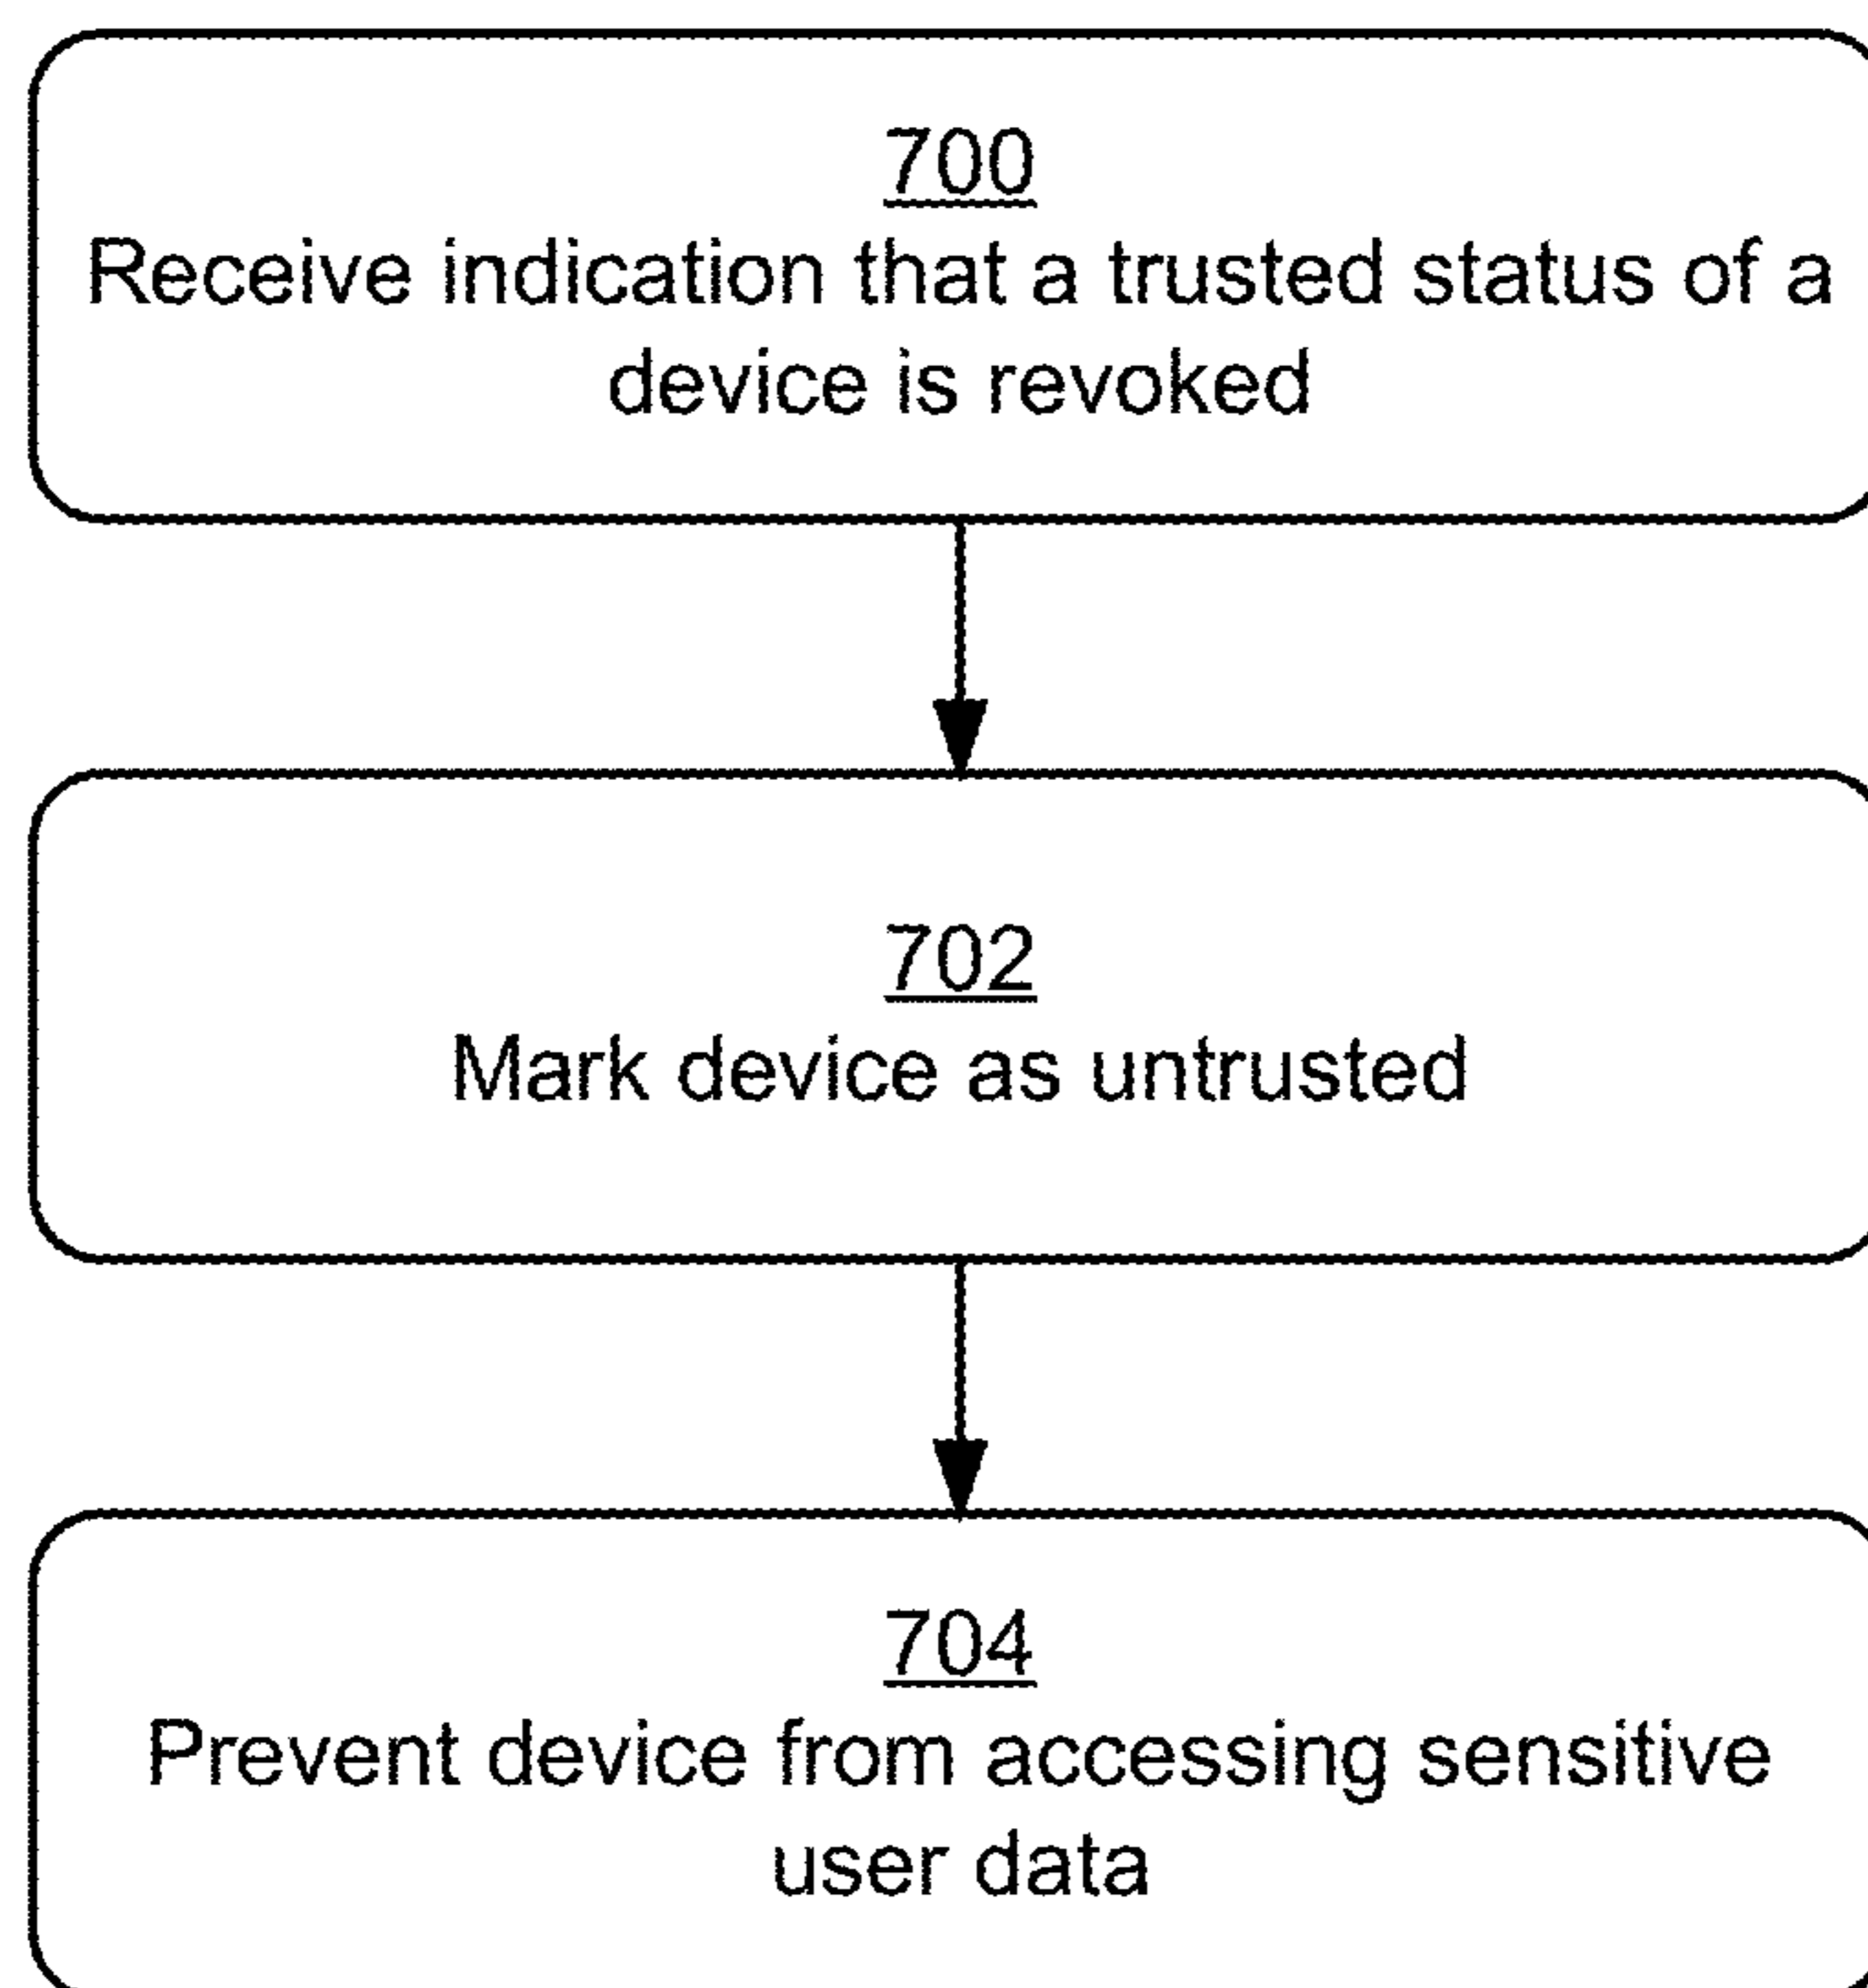 700
Receive indication that a trusted status of a
device is revoked
702
Mark device as untrusted
704
Prevent device from accessing sensitive
user data